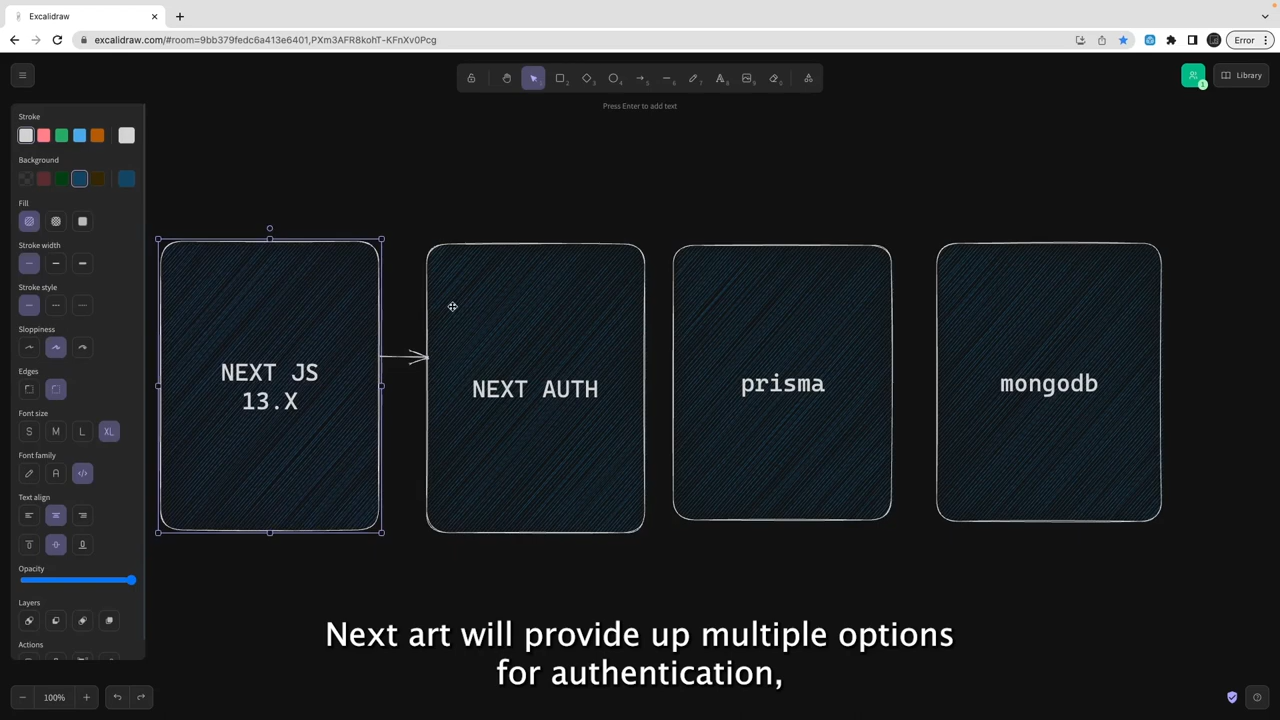 Excalidraw
excalidraw.com/#room=9bb379fedc6a413e6401,PXm3AFR8kohT-KFnXv0Pcg
Error
Library
1
Press Enter to add text
Stroke
Background
Fill
Stroke width
Stroke style
Sloppiness
Edges
Font size
S M L XL
Font family
A </>
Text align
Opacity
Layers
Actions
NEXT JS
13.X
NEXT AUTH
prisma
mongodb
Next art will provide up multiple options
for authentication,
100%